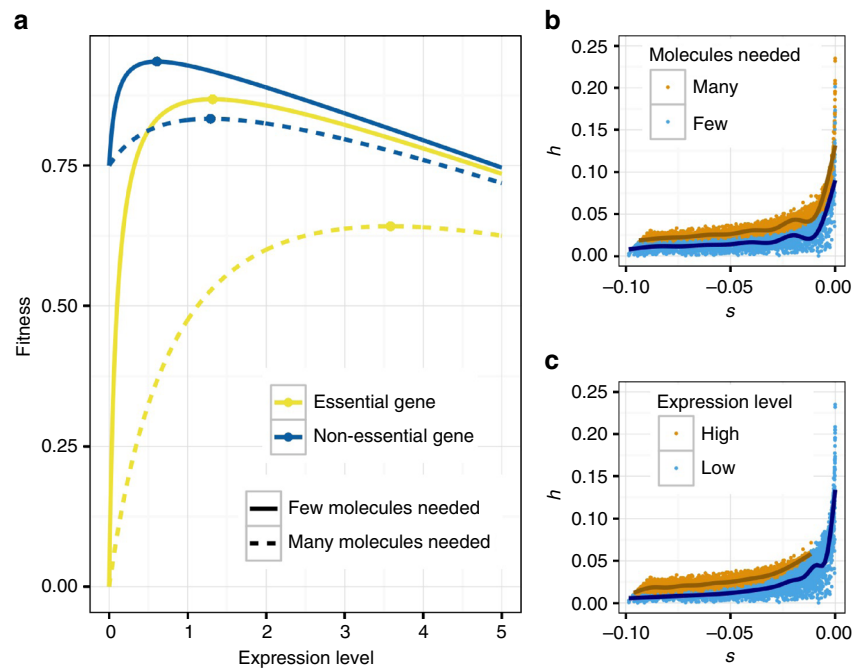 a
Fitness
0.75
0.50
0.25
0.00
0 1 2 3 4 5
Expression level
Essential gene
Non-essential gene
Few molecules needed
Many molecules needed
b
h
0.25
0.20
0.15
0.10
0.05
0.00
–0.10 –0.05 0.00
s
Molecules needed
Many
Few
c
h
0.25
0.20
0.15
0.10
0.05
0.00
–0.10 –0.05 0.00
s
Expression level
High
Low